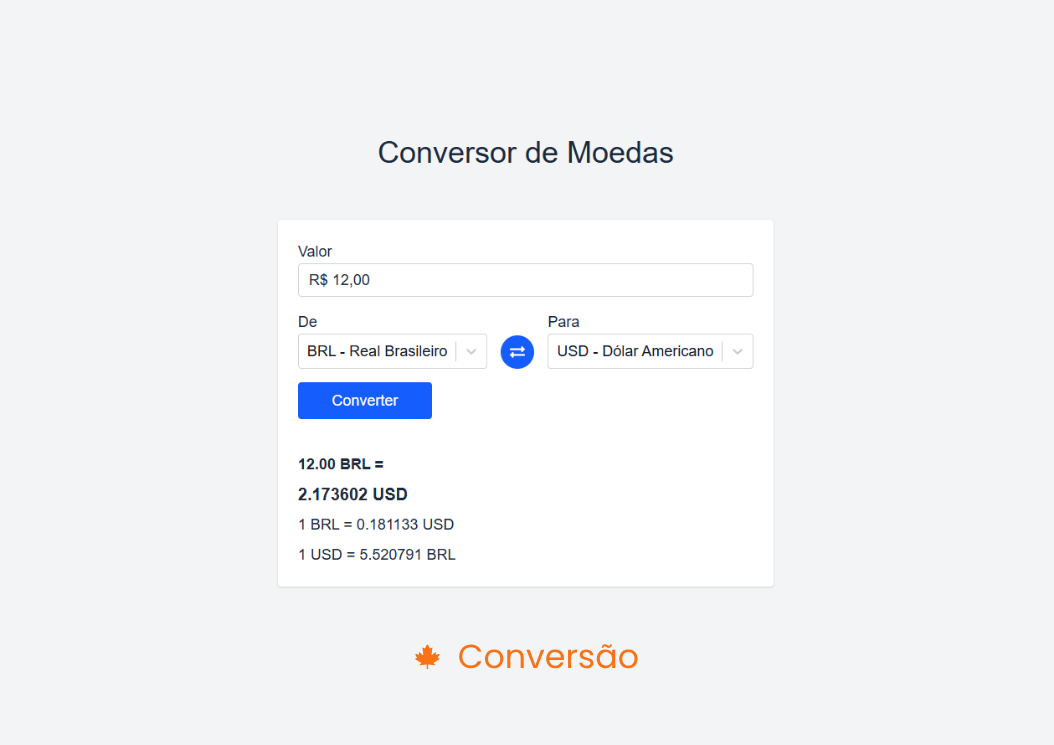 Conversor de Moedas
Valor
R$ 12,00
De
Para
BRL - Real Brasileiro
USD - Dólar Americano
Converter
12.00 BRL =
2.173602 USD
1 BRL = 0.181133 USD
1 USD = 5.520791 BRL
Conversão